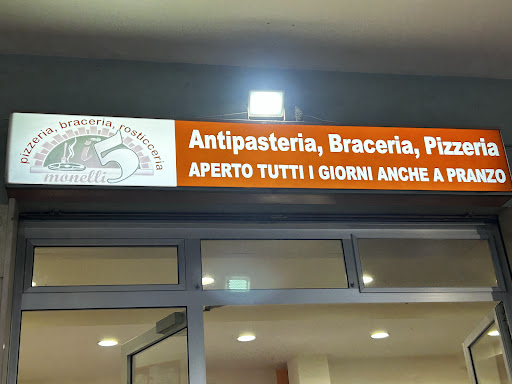 pizzeria, braceria, rosticceria
i 5
monelli
Antipasteria, Braceria, Pizzeria
APERTO TUTTI I GIORNI ANCHE A PRANZO